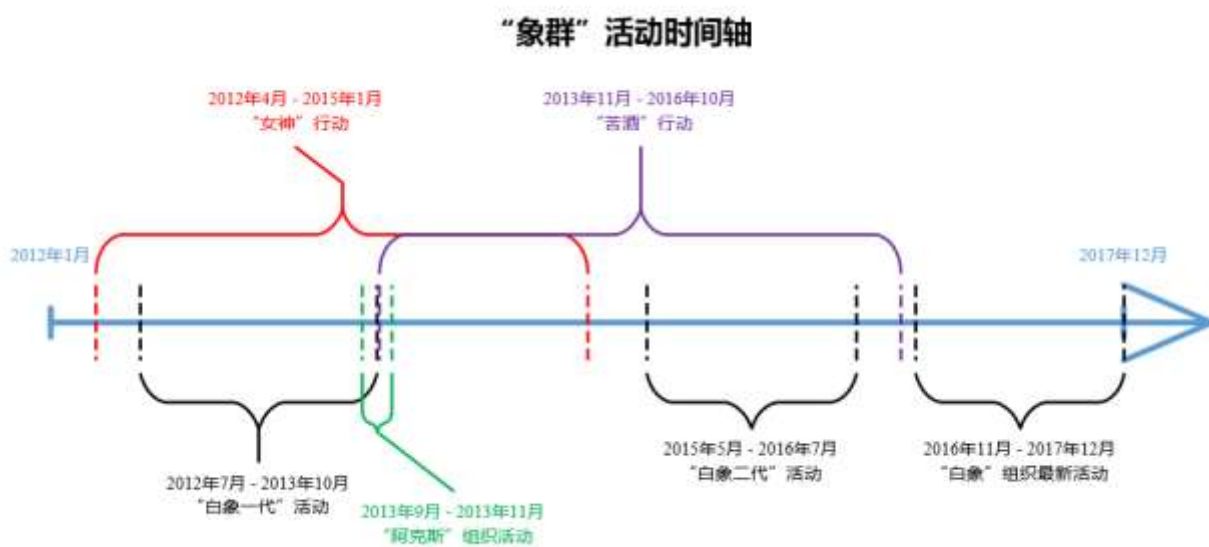 “象群”活动时间轴
2012年4月 - 2015年1月
“女神”行动
2013年11月 - 2016年10月
“苦酒”行动
2012年1月
2017年12月
2012年7月 - 2013年10月
“白象一代”活动
2013年9月 - 2013年11月
“阿克斯”组织活动
2015年5月 - 2016年7月
“白象二代”活动
2016年11月 - 2017年12月
“白象”组织最新活动